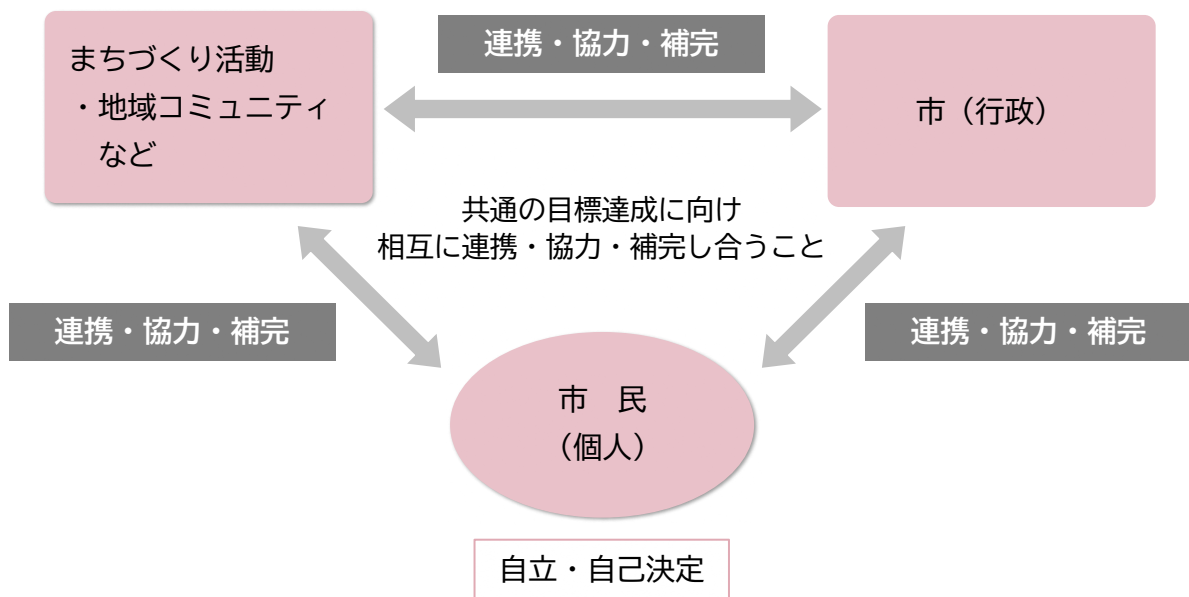 まちづくり活動
・地域コミュニティ
など
連携・協力・補完
市（行政）
共通の目標達成に向け
相互に連携・協力・補完し合うこと
連携・協力・補完
連携・協力・補完
市　民
（個人）
自立・自己決定